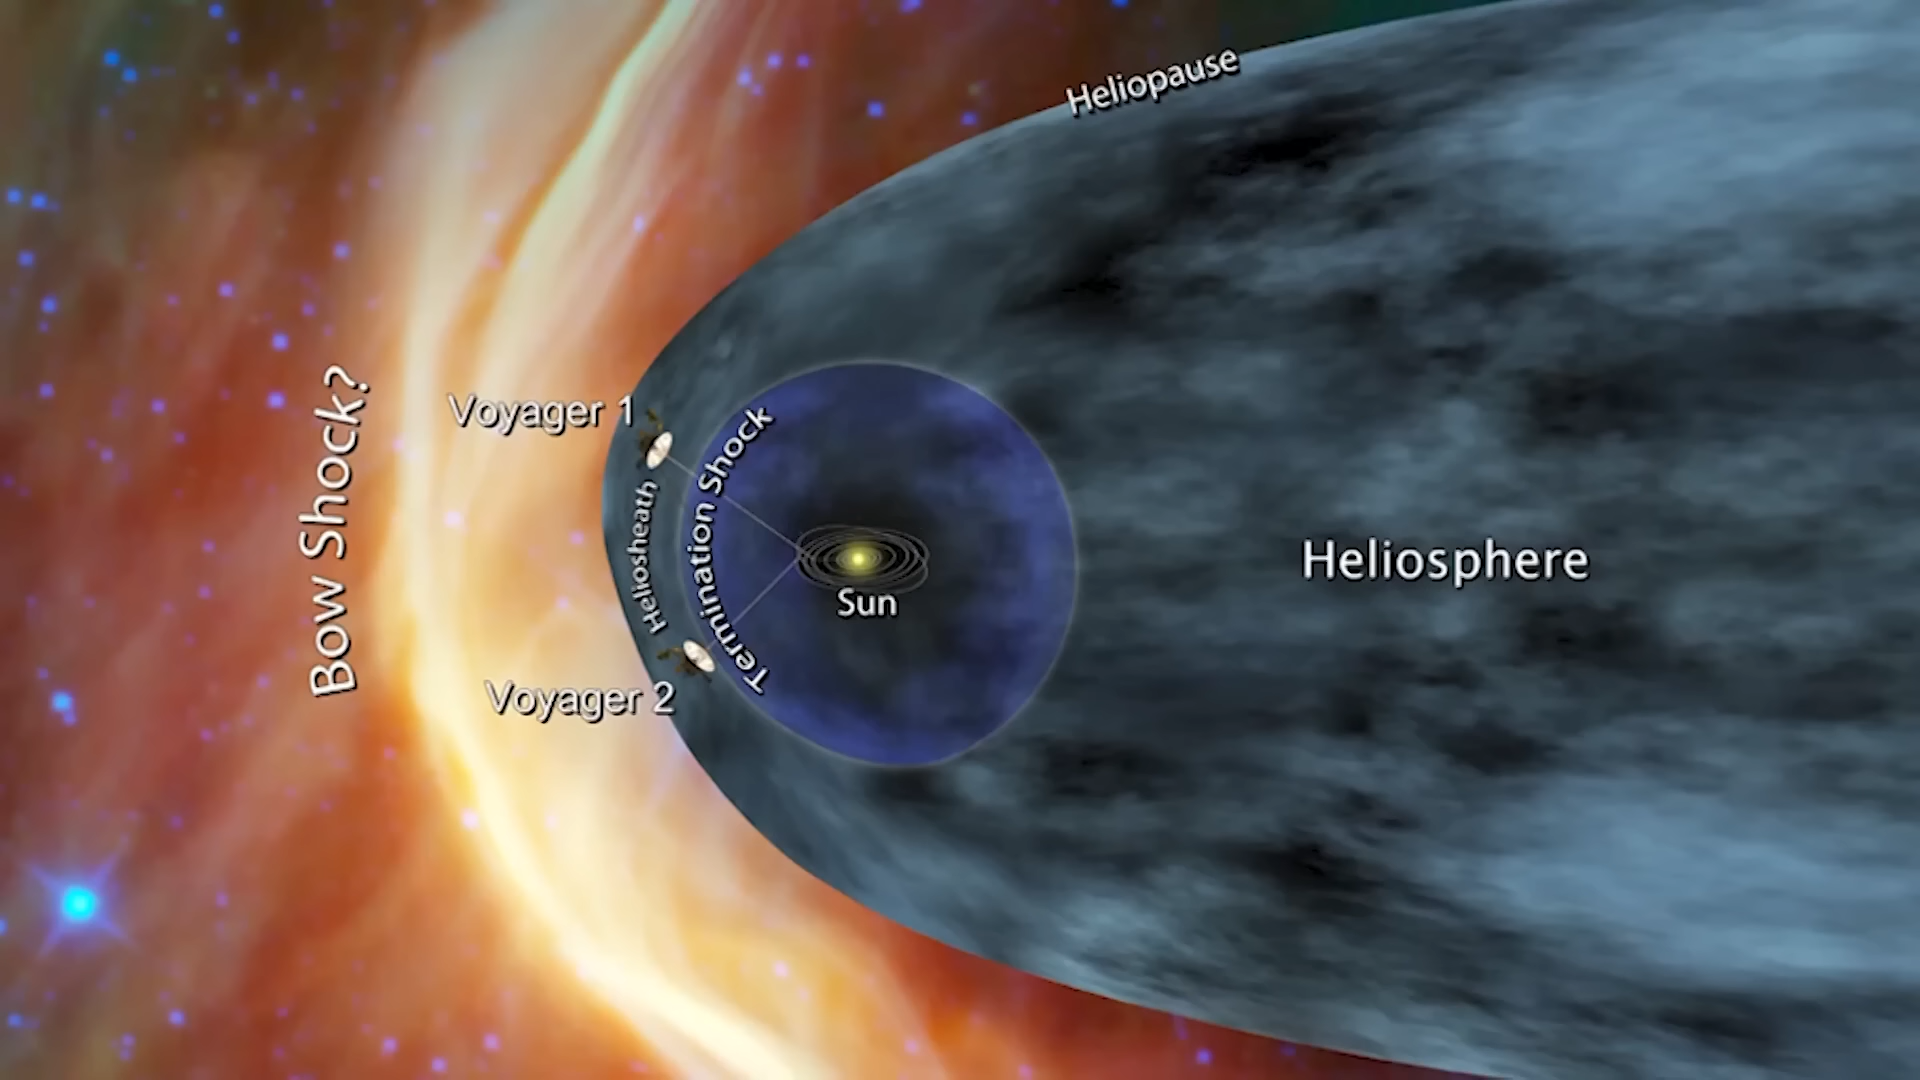 Heliopause
Bow Shock?
Voyager 1
Termination Shock
Heliosheath
Sun
Heliosphere
Voyager 2